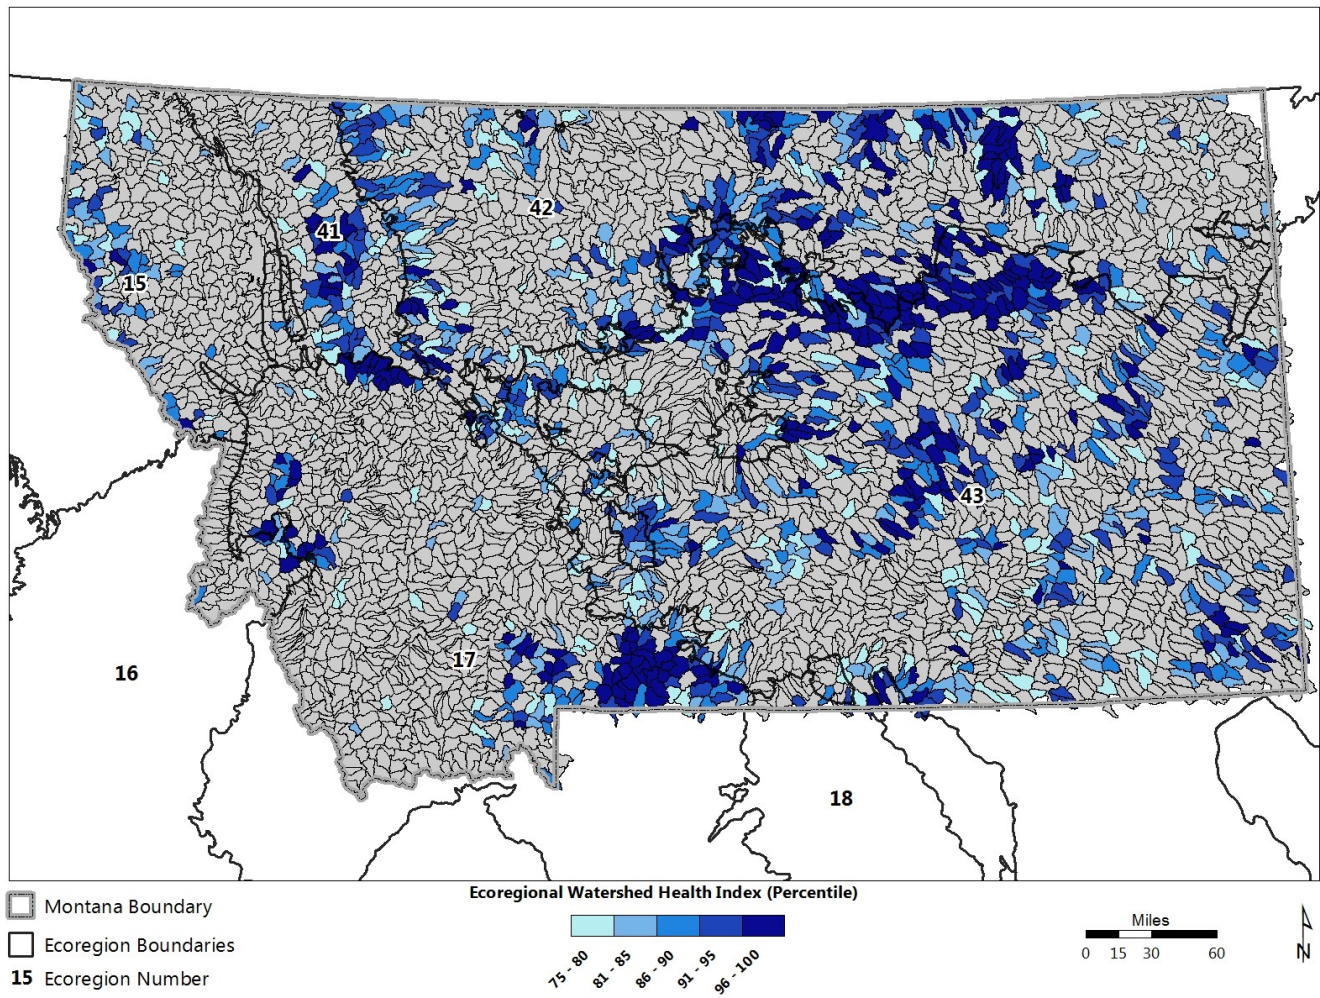 42
41
15
43
17
16
18
Ecoregional Watershed Health Index (Percentile)
Montana Boundary
Ecoregion Boundaries
15 Ecoregion Number
75 - 80
81 - 85
86 - 90
91 - 95
96 - 100
Miles
0 15 30 60
N